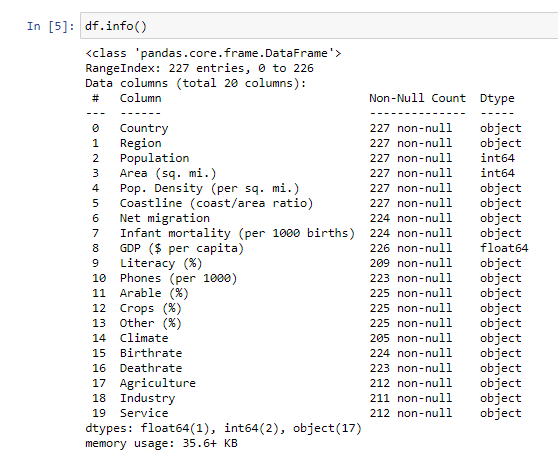 In [5]: df.info()
<class 'pandas.core.frame.DataFrame'>
RangeIndex: 227 entries, 0 to 226
Data columns (total 20 columns):
 #   Column                              Non-Null Count  Dtype
---  ------                              --------------  -----
 0   Country                             227 non-null    object
 1   Region                              227 non-null    object
 2   Population                          227 non-null    int64
 3   Area (sq. mi.)                      227 non-null    int64
 4   Pop. Density (per sq. mi.)          227 non-null    object
 5   Coastline (coast/area ratio)        227 non-null    object
 6   Net migration                       224 non-null    object
 7   Infant mortality (per 1000 births)  224 non-null    object
 8   GDP ($ per capita)                  226 non-null    float64
 9   Literacy (%)                        209 non-null    object
 10  Phones (per 1000)                   223 non-null    object
 11  Arable (%)                          225 non-null    object
 12  Crops (%)                           225 non-null    object
 13  Other (%)                           225 non-null    object
 14  Climate                             205 non-null    object
 15  Birthrate                           224 non-null    object
 16  Deathrate                           223 non-null    object
 17  Agriculture                         212 non-null    object
 18  Industry                            211 non-null    object
 19  Service                             212 non-null    object
dtypes: float64(1), int64(2), object(17)
memory usage: 35.6+ KB